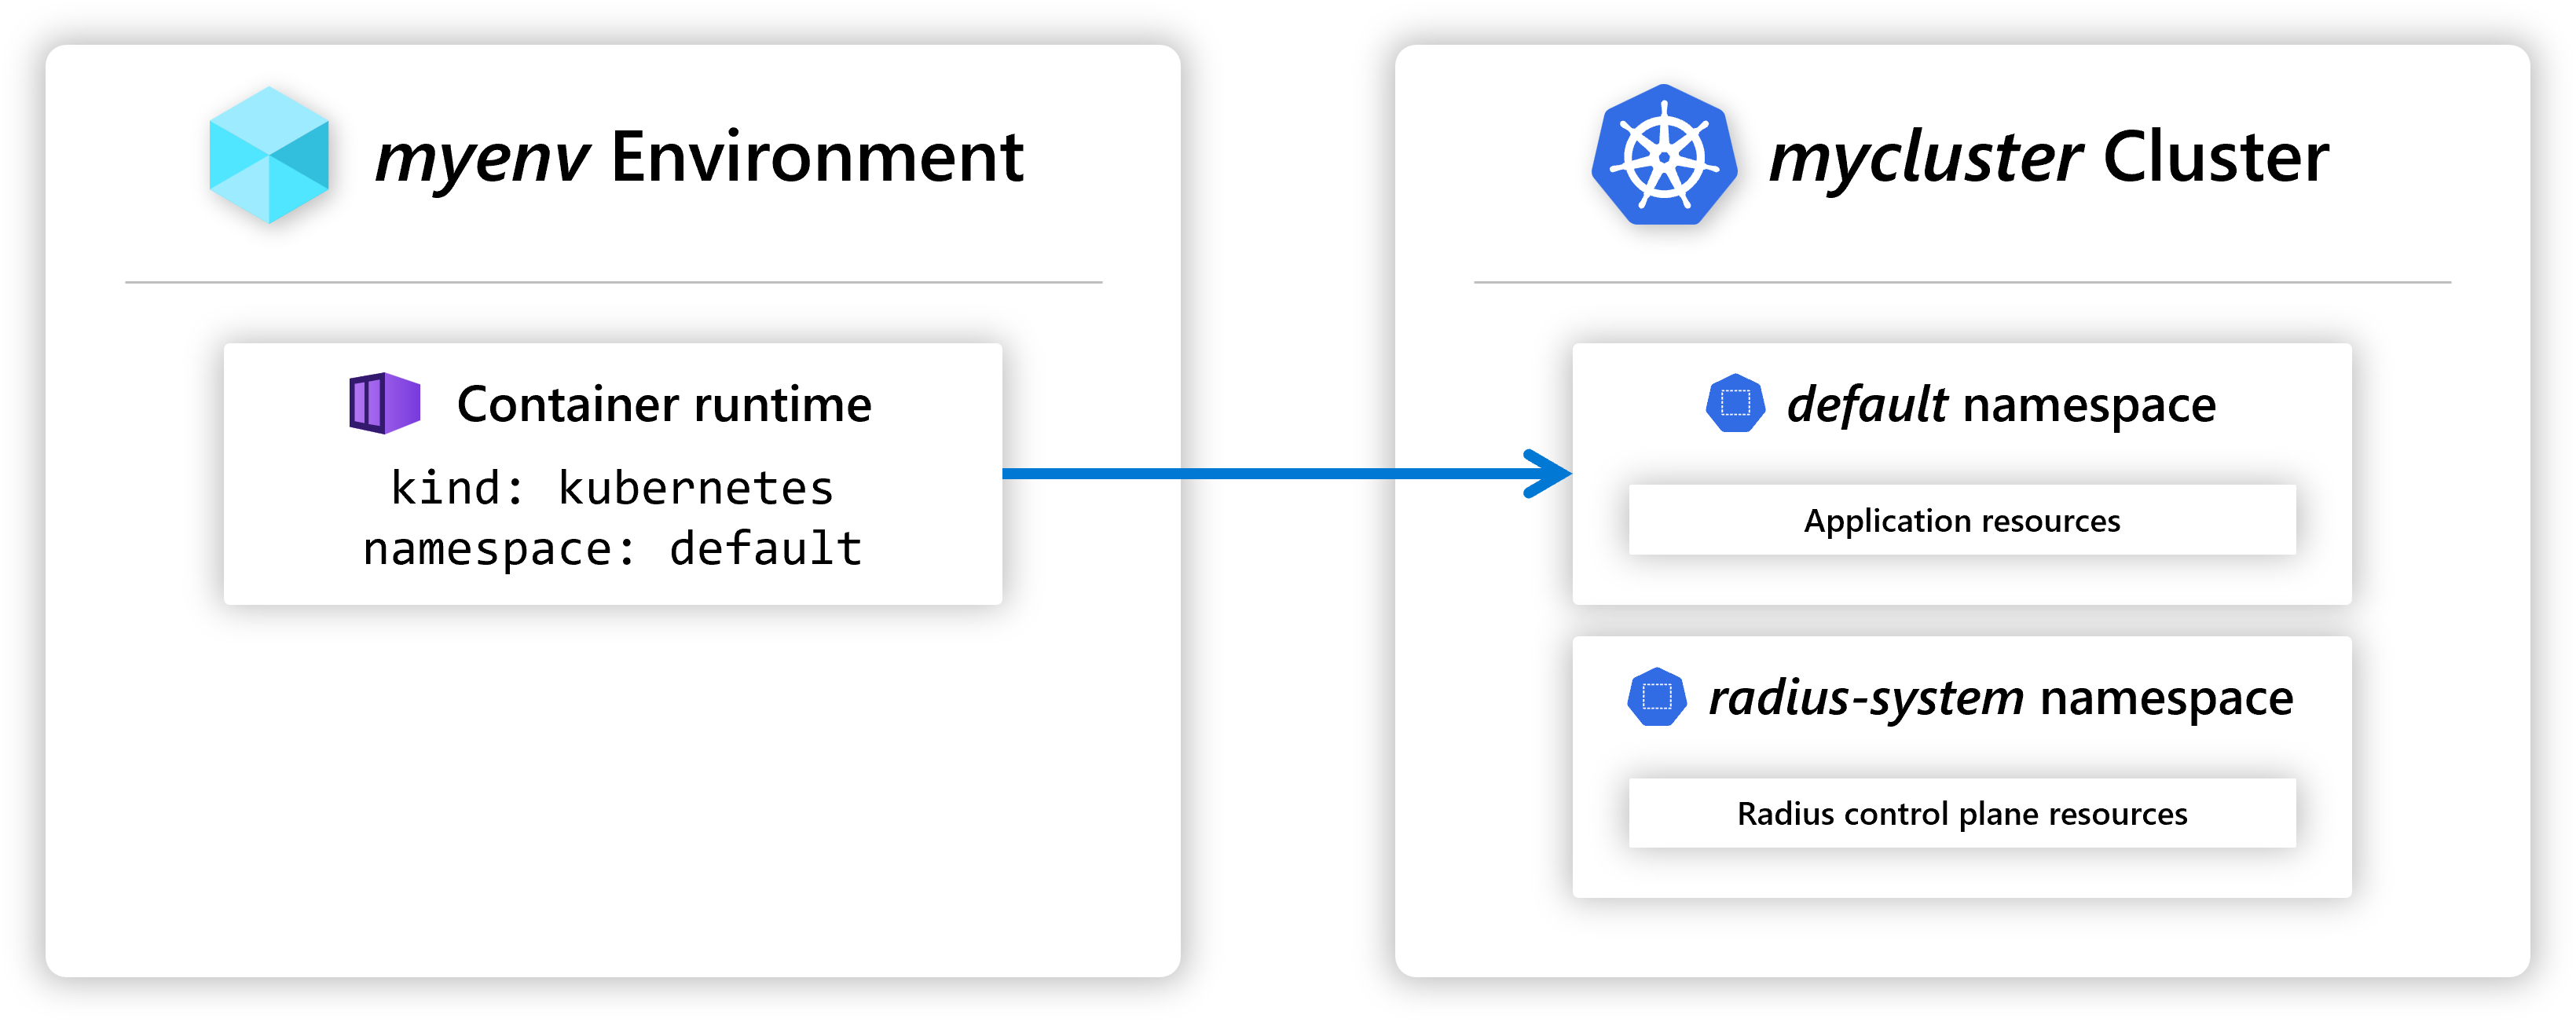 myenv Environment
Container runtime
kind: kubernetes
namespace: default
mycluster Cluster
default namespace
Application resources
radius-system namespace
Radius control plane resources